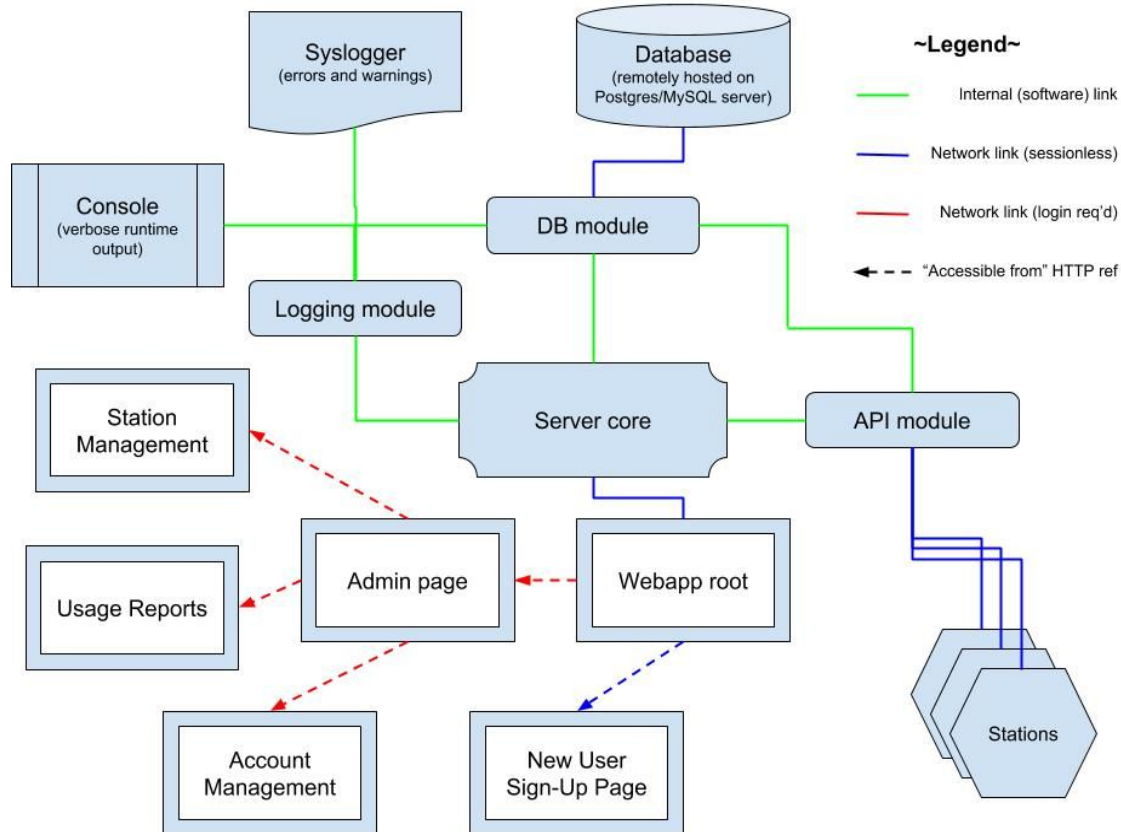 Syslogger
(errors and warnings)
Database
(remotely hosted on
Postgres/MySQL server)
~Legend~
Internal (software) link
Network link (sessionless)
Network link (login req'd)
“Accessible from” HTTP ref
Console
(verbose runtime
output)
DB module
Logging module
Server core
API module
Station
Management
Usage Reports
Admin page
Webapp root
Account
Management
New User
Sign-Up Page
Stations